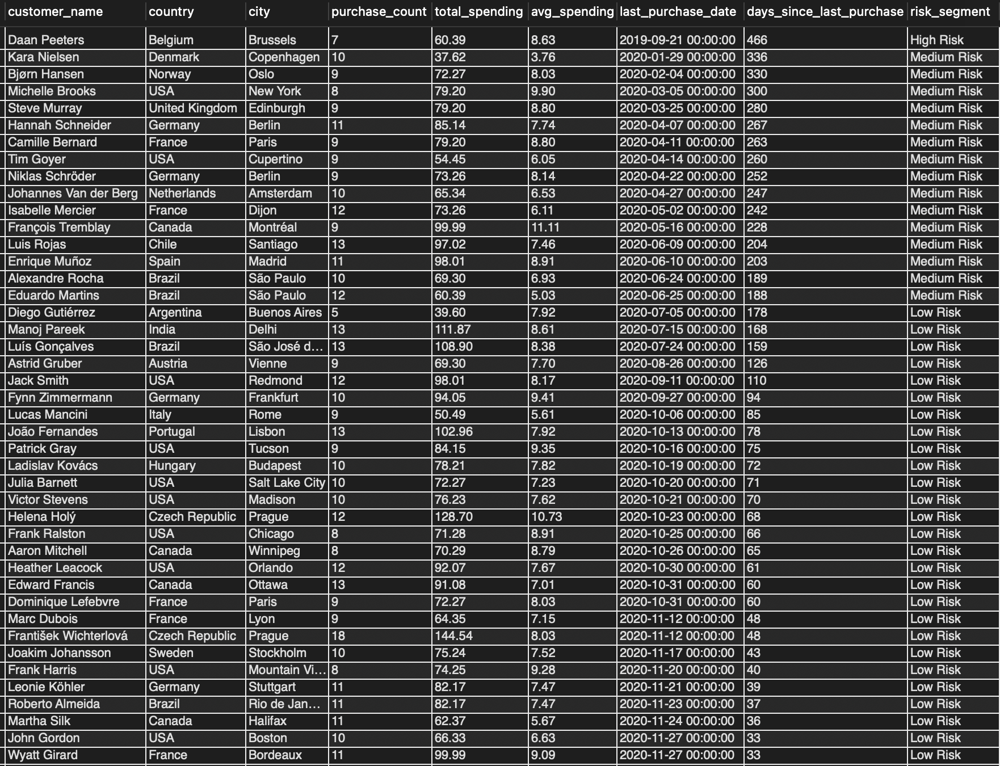 customer_name country city purchase_count total_spending avg_spending last_purchase_date days_since_last_purchase risk_segment
Daan Peeters Belgium Brussels 7 60.39 8.63 2019-09-21 00:00:00 466 High Risk
Kara Nielsen Denmark Copenhagen 10 37.62 3.76 2020-01-29 00:00:00 336 Medium Risk
Bjørn Hansen Norway Oslo 9 72.27 8.03 2020-02-04 00:00:00 330 Medium Risk
Michelle Brooks USA New York 8 79.20 9.90 2020-03-05 00:00:00 300 Medium Risk
Steve Murray United Kingdom Edinburgh 9 79.20 8.80 2020-03-25 00:00:00 280 Medium Risk
Hannah Schneider Germany Berlin 11 85.14 7.74 2020-04-07 00:00:00 267 Medium Risk
Camille Bernard France Paris 9 79.20 8.80 2020-04-11 00:00:00 263 Medium Risk
Tim Goyer USA Cupertino 9 54.45 6.05 2020-04-14 00:00:00 260 Medium Risk
Niklas Schröder Germany Berlin 9 73.26 8.14 2020-04-22 00:00:00 252 Medium Risk
Johannes Van der Berg Netherlands Amsterdam 10 65.34 6.53 2020-04-27 00:00:00 247 Medium Risk
Isabelle Mercier France Dijon 12 73.26 6.11 2020-05-02 00:00:00 242 Medium Risk
François Tremblay Canada Montréal 9 99.99 11.11 2020-05-16 00:00:00 228 Medium Risk
Luis Rojas Chile Santiago 13 97.02 7.46 2020-06-09 00:00:00 204 Medium Risk
Enrique Muñoz Spain Madrid 11 98.01 8.91 2020-06-10 00:00:00 203 Medium Risk
Alexandre Rocha Brazil São Paulo 10 69.30 6.93 2020-06-24 00:00:00 189 Medium Risk
Eduardo Martins Brazil São Paulo 12 60.39 5.03 2020-06-25 00:00:00 188 Medium Risk
Diego Gutiérrez Argentina Buenos Aires 5 39.60 7.92 2020-07-05 00:00:00 178 Low Risk
Manoj Pareek India Delhi 13 111.87 8.61 2020-07-15 00:00:00 168 Low Risk
Luís Gonçalves Brazil São José d... 13 108.90 8.38 2020-07-24 00:00:00 159 Low Risk
Astrid Gruber Austria Vienne 9 69.30 7.70 2020-08-26 00:00:00 126 Low Risk
Jack Smith USA Redmond 12 98.01 8.17 2020-09-11 00:00:00 110 Low Risk
Fynn Zimmermann Germany Frankfurt 10 94.05 9.41 2020-09-27 00:00:00 94 Low Risk
Lucas Mancini Italy Rome 9 50.49 5.61 2020-10-06 00:00:00 85 Low Risk
João Fernandes Portugal Lisbon 13 102.96 7.92 2020-10-13 00:00:00 78 Low Risk
Patrick Gray USA Tucson 9 84.15 9.35 2020-10-16 00:00:00 75 Low Risk
Ladislav Kovács Hungary Budapest 10 78.21 7.82 2020-10-19 00:00:00 72 Low Risk
Julia Barnett USA Salt Lake City 10 72.27 7.23 2020-10-20 00:00:00 71 Low Risk
Victor Stevens USA Madison 10 76.23 7.62 2020-10-21 00:00:00 70 Low Risk
Helena Holý Czech Republic Prague 12 128.70 10.73 2020-10-23 00:00:00 68 Low Risk
Frank Ralston USA Chicago 8 71.28 8.91 2020-10-25 00:00:00 66 Low Risk
Aaron Mitchell Canada Winnipeg 8 70.29 8.79 2020-10-26 00:00:00 65 Low Risk
Heather Leacock USA Orlando 12 92.07 7.67 2020-10-30 00:00:00 61 Low Risk
Edward Francis Canada Ottawa 13 91.08 7.01 2020-10-31 00:00:00 60 Low Risk
Dominique Lefebvre France Paris 9 72.27 8.03 2020-10-31 00:00:00 60 Low Risk
Marc Dubois France Lyon 9 64.35 7.15 2020-11-12 00:00:00 48 Low Risk
František Wichterlová Czech Republic Prague 18 144.54 8.03 2020-11-12 00:00:00 48 Low Risk
Joakim Johansson Sweden Stockholm 10 75.24 7.52 2020-11-17 00:00:00 43 Low Risk
Frank Harris USA Mountain Vi... 8 74.25 9.28 2020-11-20 00:00:00 40 Low Risk
Leonie Köhler Germany Stuttgart 11 82.17 7.47 2020-11-21 00:00:00 39 Low Risk
Roberto Almeida Brazil Rio de Jan... 11 82.17 7.47 2020-11-23 00:00:00 37 Low Risk
Martha Silk Canada Halifax 11 62.37 5.67 2020-11-24 00:00:00 36 Low Risk
John Gordon USA Boston 10 66.33 6.63 2020-11-27 00:00:00 33 Low Risk
Wyatt Girard France Bordeaux 11 99.99 9.09 2020-11-27 00:00:00 33 Low Risk